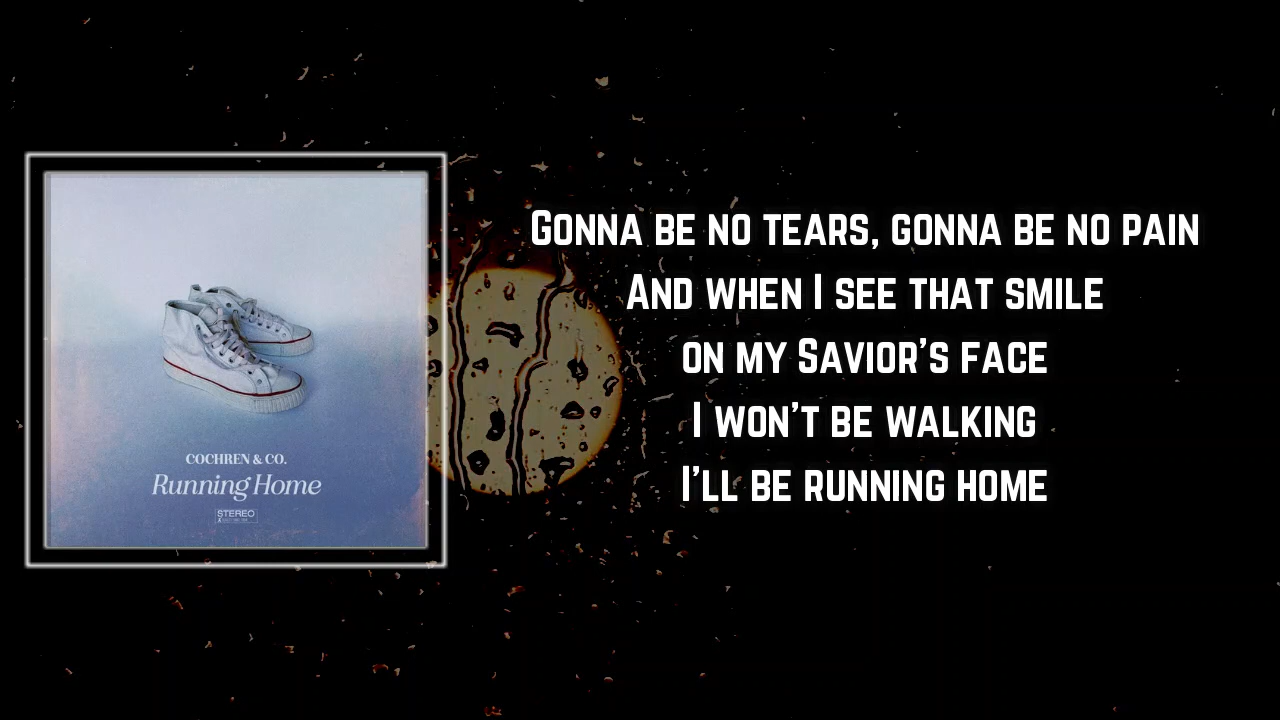 Gonna be no tears, gonna be no pain
And when I see that smile
on my Savior's face
I won't be walking
I'll be running home
COCHREN & CO.
Running Home
STEREO